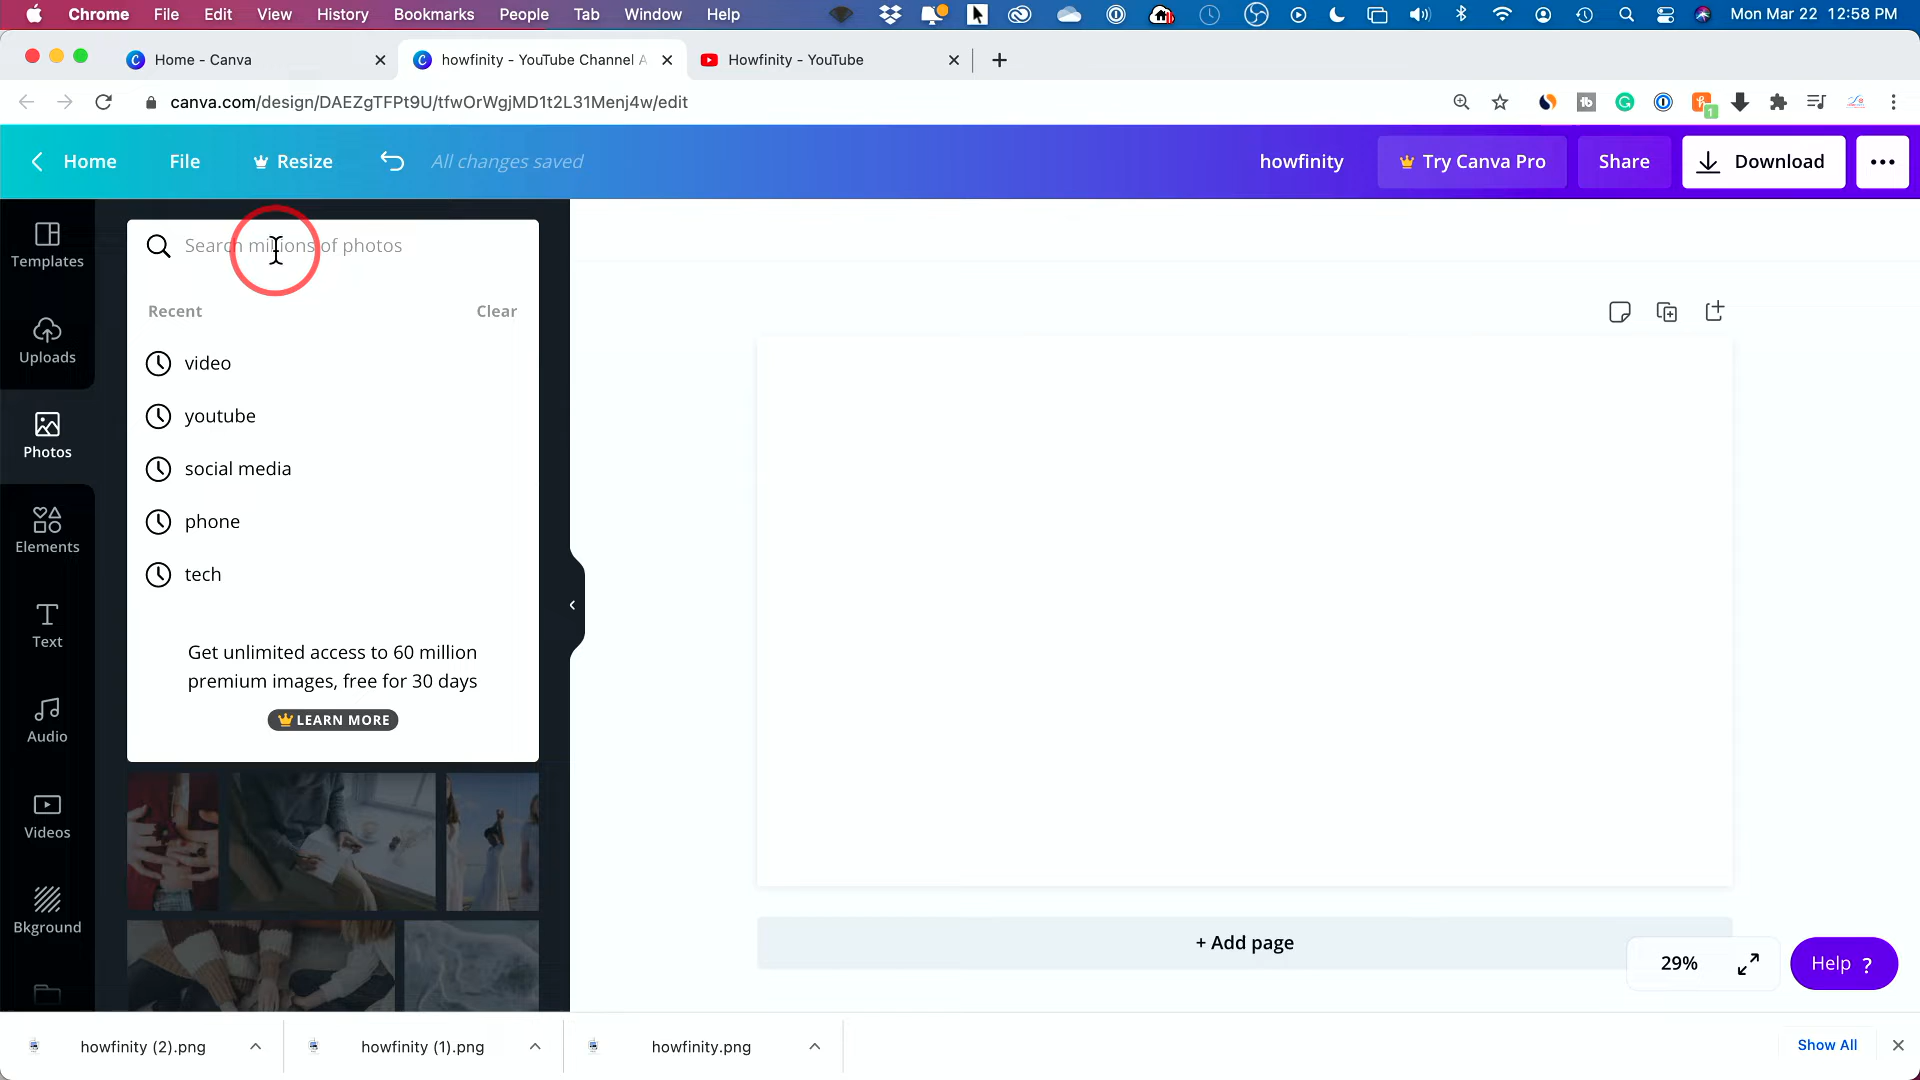 Chrome File Edit View History Bookmarks People Tab Window Help Mon Mar 22 12:58 PM
Home - Canva howfinity - YouTube Channel A Howfinity - YouTube
canva.com/design/DAEZgTFPt9U/tfwOrWgjMD1t2L31Menj4w/edit
Home File Resize All changes saved howfinity Try Canva Pro Share Download
Templates
Uploads
Photos
Elements
Text
Audio
Videos
Bkground
Search millions of photos
Recent Clear
video
youtube
social media
phone
tech
Get unlimited access to 60 million
premium images, free for 30 days
LEARN MORE
+ Add page
29%
Help ?
howfinity (2).png howfinity (1).png howfinity.png Show All